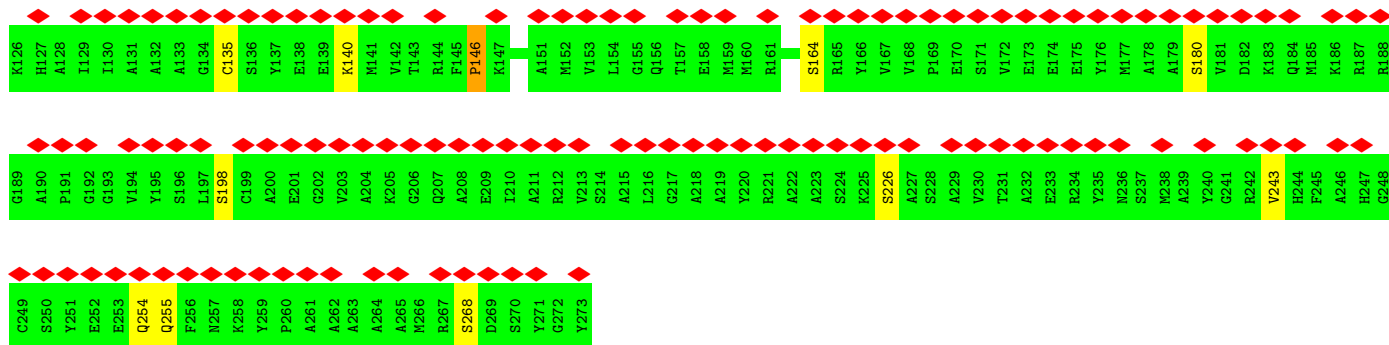 K126 H127 A128 I129 I130 A131 A132 A133 G134 C135 S136 Y137 E138 E139 K140 M141 V142 T143 R144 F145 P146 K147 A151 M152 V153 L154 G155 Q156 T157 E158 M159 M160 R161 S164 R165 Y166 V167 V168 P169 E170 S171 V172 E173 E174 E175 Y176 M177 A178 A179 S180 V181 D182 K183 Q184 M185 K186 R187 R188
G189 A190 P191 G192 G193 V194 Y195 S196 L197 S198 C199 A200 E201 G202 V203 A204 K205 G206 Q207 A208 E209 I210 A211 R212 V213 S214 A215 L216 G217 A218 A219 Y220 R221 A222 A223 S224 K225 S226 A227 S228 A229 V230 T231 A232 E233 R234 Y235 N236 S237 M238 A239 Y240 G241 R242 V243 H244 F245 A246 H247 G248
C249 S250 Y251 E252 E253 Q254 Q255 F256 N257 K258 Y259 P260 A261 A262 A263 A264 A265 M266 R267 S268 D269 S270 Y271 G272 Y273